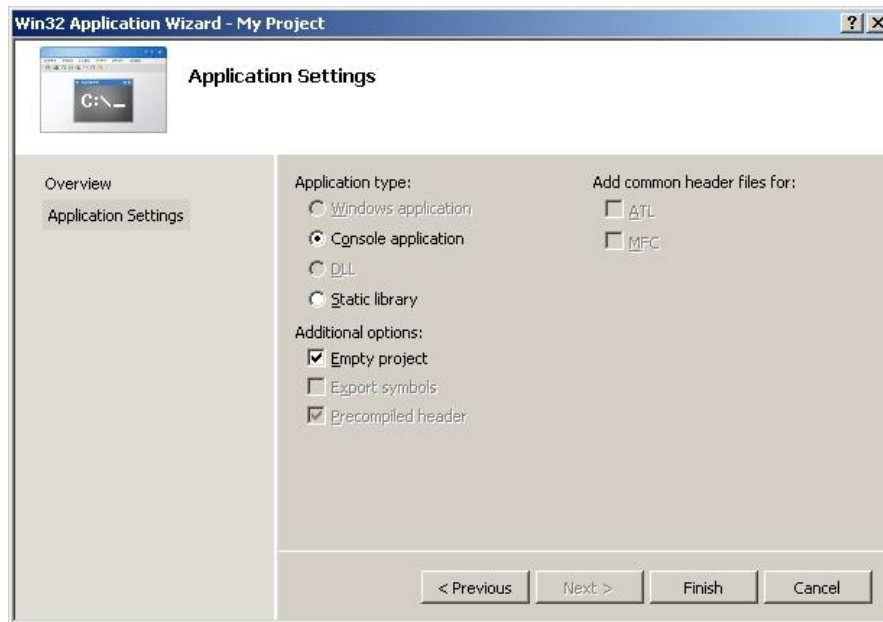 Win32 Application Wizard - My Project
C:\_
Application Settings
Overview
Application Settings
Application type:
Windows application
Console application
DLL
Static library
Additional options:
Empty project
Export symbols
Precompiled header
Add common header files for:
ATL
MFC
< Previous
Next >
Finish
Cancel